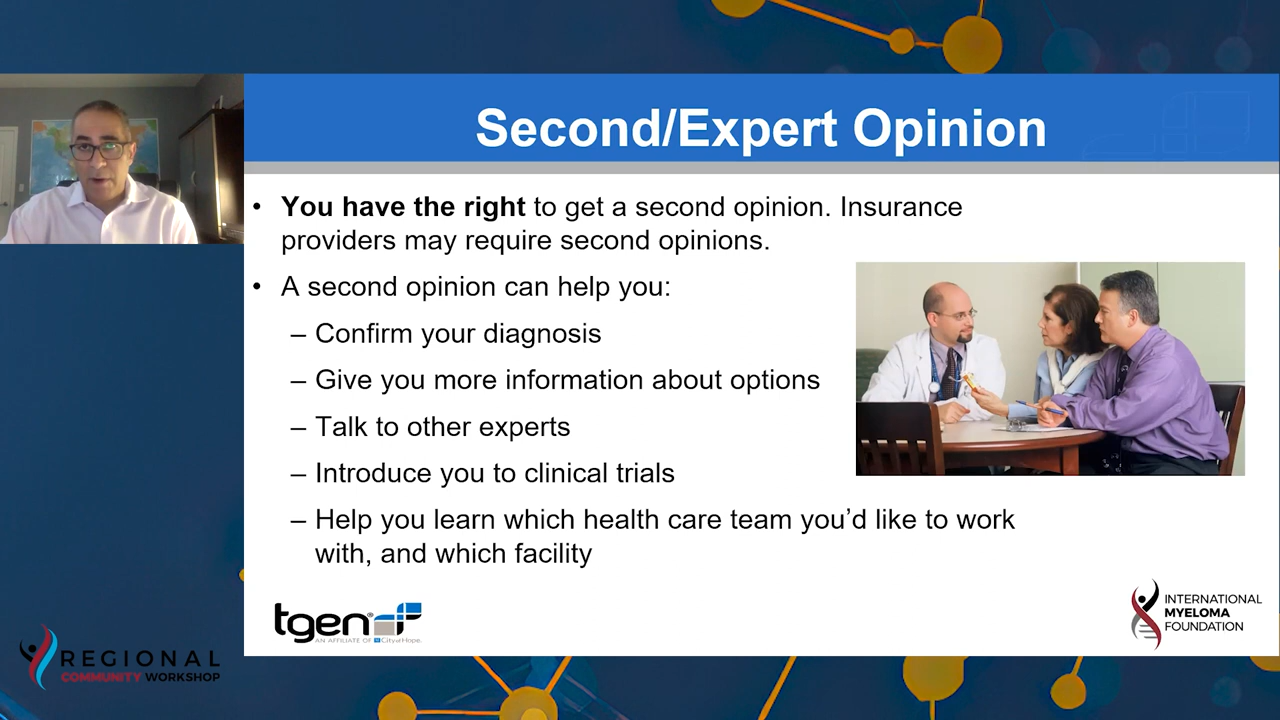 Second/Expert Opinion
• You have the right to get a second opinion. Insurance
providers may require second opinions.
• A second opinion can help you:
– Confirm your diagnosis
– Give you more information about options
– Talk to other experts
– Introduce you to clinical trials
– Help you learn which health care team you’d like to work
with, and which facility
tgen®
AN AFFILIATE OF City of Hope.
INTERNATIONAL
MYELOMA
FOUNDATION
REGIONAL
COMMUNITY WORKSHOP